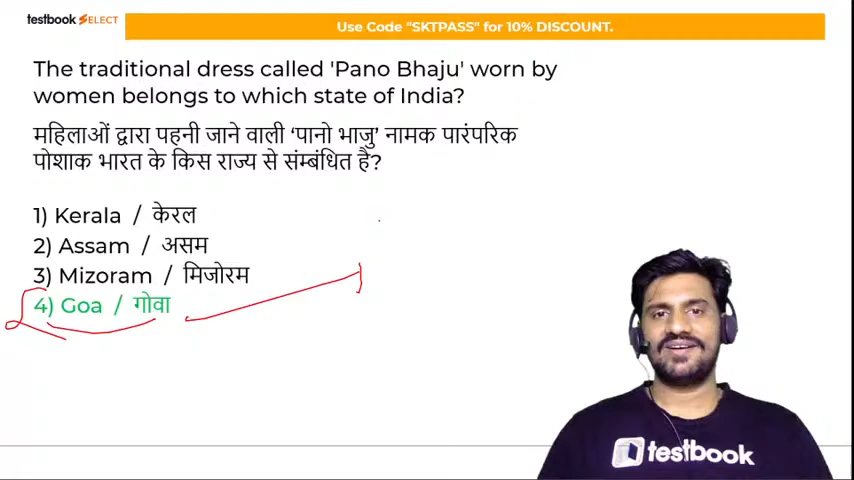 testbook SELECT
Use Code "SKTPASS" for 10% DISCOUNT.
The traditional dress called 'Pano Bhaju' worn by
women belongs to which state of India?
महिलाओं द्वारा पहनी जाने वाली ‘पानो भाजु’ नामक पारंपरिक
पोशाक भारत के किस राज्य से संम्बंधित है?
1) Kerala / केरल
2) Assam / असम
3) Mizoram / मिजोरम
4) Goa / गोवा
testbook